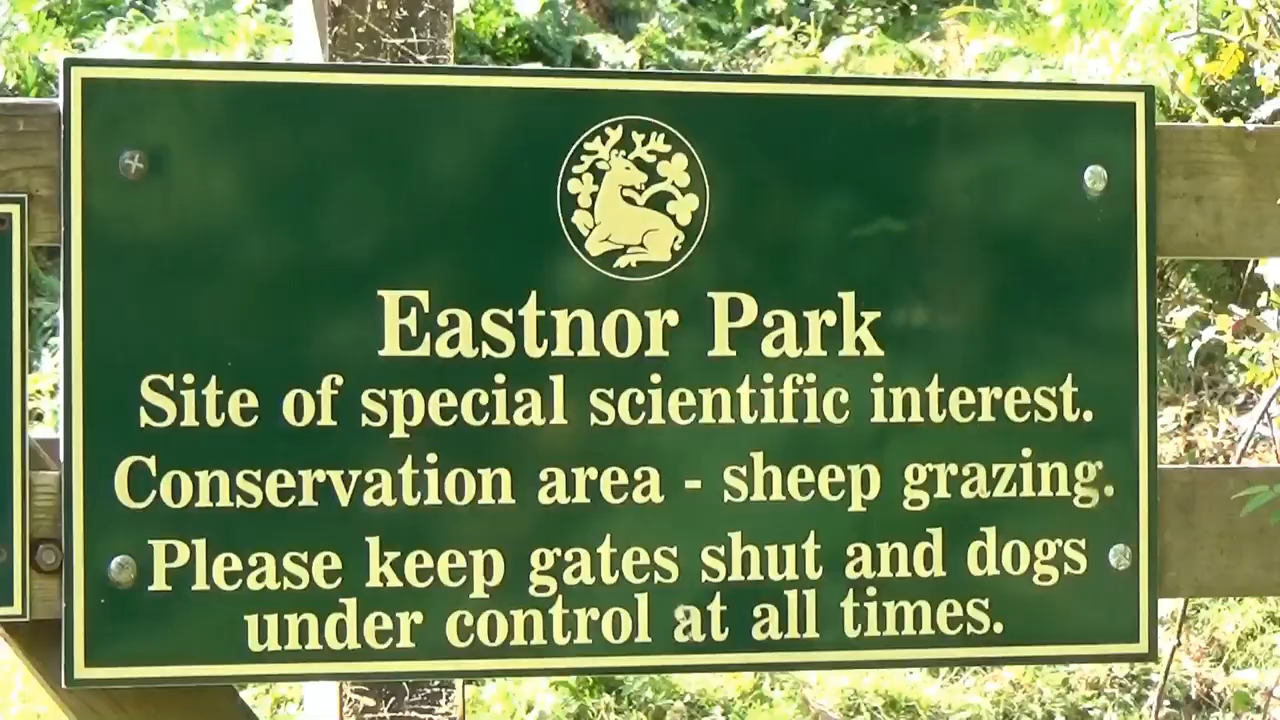 Eastnor Park
Site of special scientific interest.
Conservation area - sheep grazing.
Please keep gates shut and dogs
under control at all times.